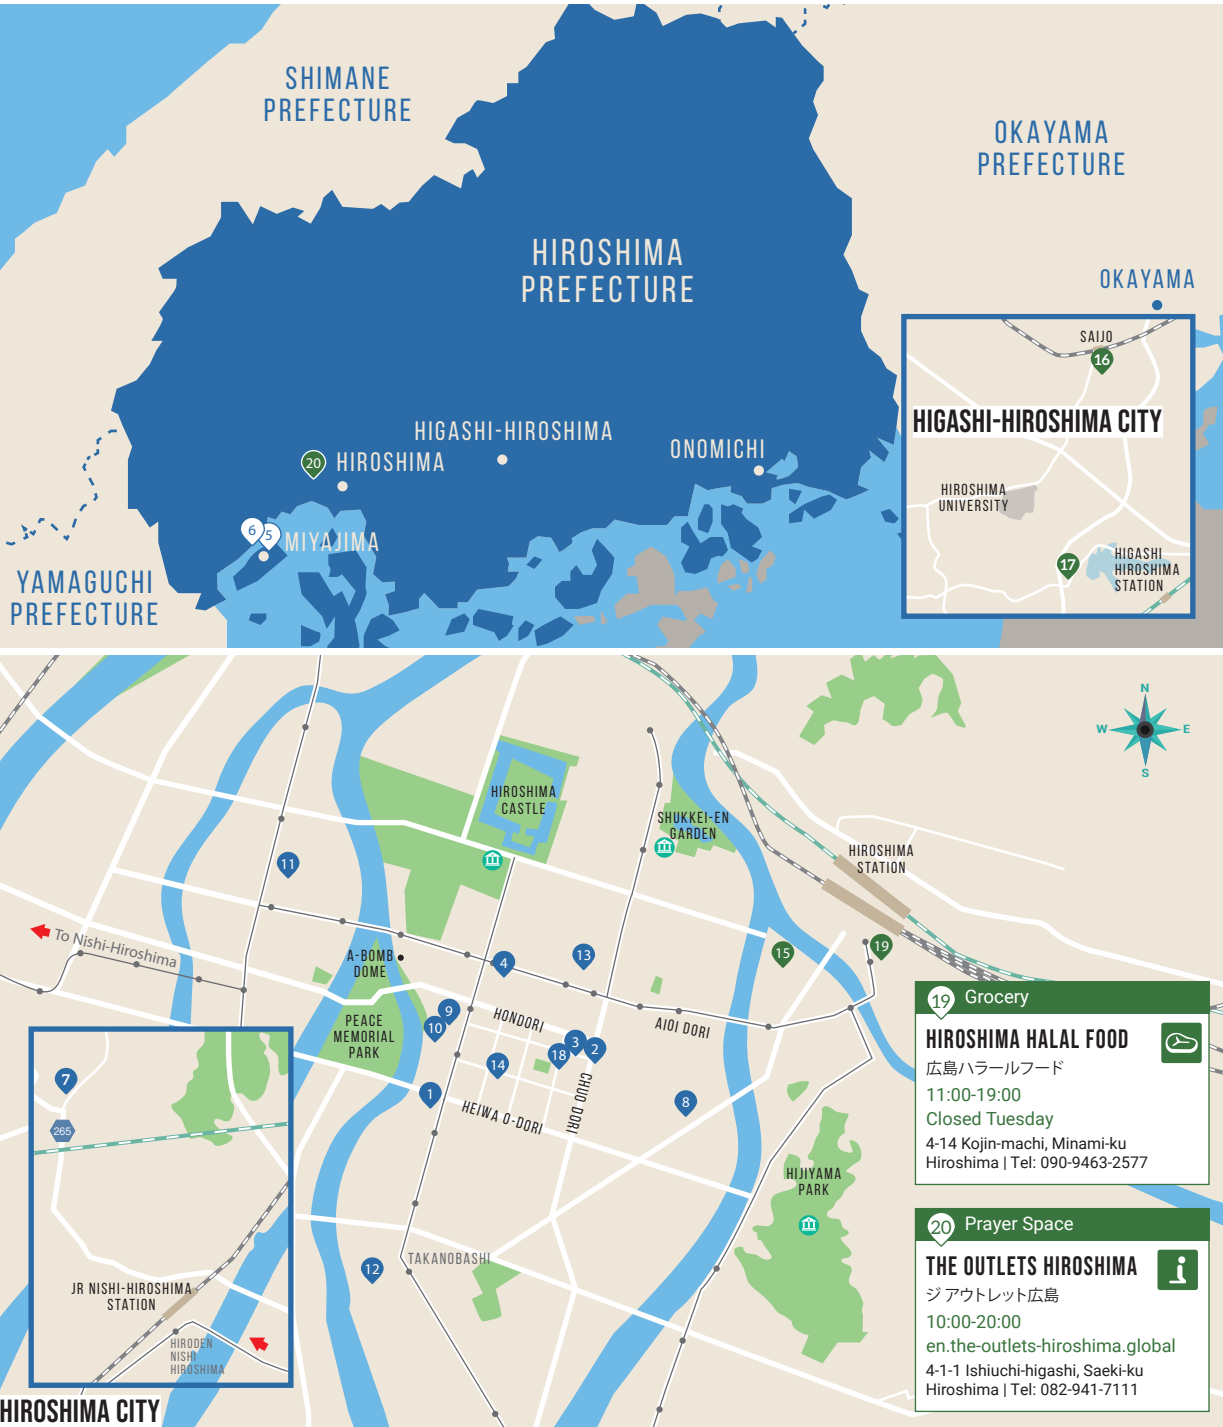 SHIMANE
PREFECTURE
OKAYAMA
PREFECTURE
HIROSHIMA
PREFECTURE
OKAYAMA
SAIJO
16
HIGASHI-HIROSHIMA CITY
HIROSHIMA
UNIVERSITY
17
HIGASHI
HIROSHIMA
STATION
HIGASHI-HIROSHIMA
ONOMICHI
20
HIROSHIMA
6
5
MIYAJIMA
YAMAGUCHI
PREFECTURE
N
W
E
S
HIROSHIMA
CASTLE
SHUKKEI-EN
GARDEN
HIROSHIMA
STATION
11
To Nishi-Hiroshima
A-BOMB
DOME
4
13
15
19
PEACE
MEMORIAL
PARK
9
10
HONDORI
AIOI DORI
3
2
18
14
1
HEIWA O-DORI
CHUO DORI
8
HIJIYAMA
PARK
12
TAKANOBASHI
7
265
JR NISHI-HIROSHIMA
STATION
HIRODEN
NISHI
HIROSHIMA
HIROSHIMA CITY
19 Grocery
HIROSHIMA HALAL FOOD
広島ハラールフード
11:00-19:00
Closed Tuesday
4-14 Kojin-machi, Minami-ku
Hiroshima | Tel: 090-9463-2577
20 Prayer Space
THE OUTLETS HIROSHIMA
ジ アウトレット広島
10:00-20:00
en.the-outlets-hiroshima.global
4-1-1 Ishiuchi-higashi, Saeki-ku
Hiroshima | Tel: 082-941-7111